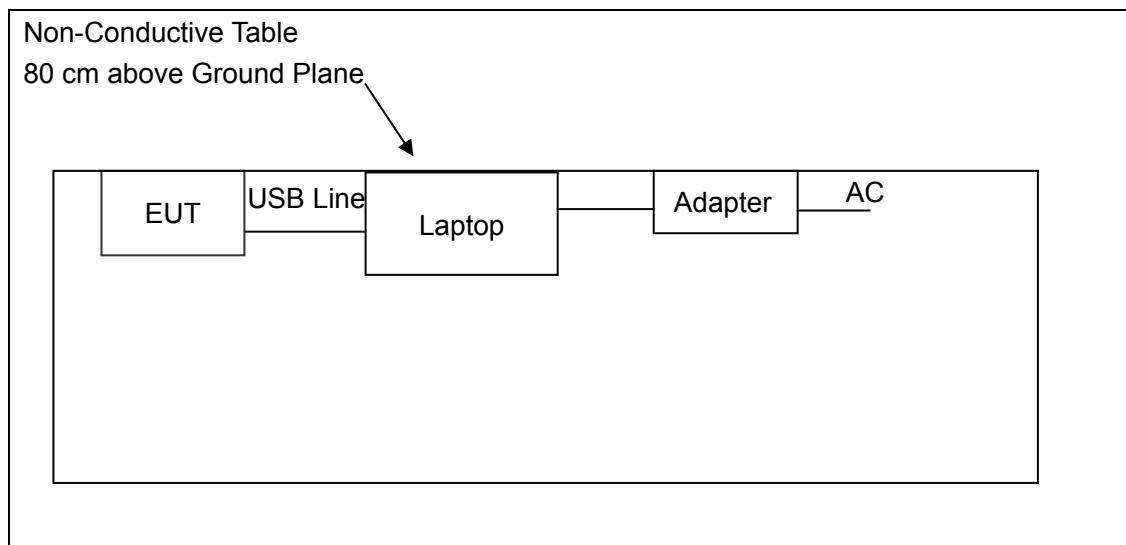 Non-Conductive Table
80 cm above Ground Plane
EUT
USB Line
Laptop
Adapter
AC